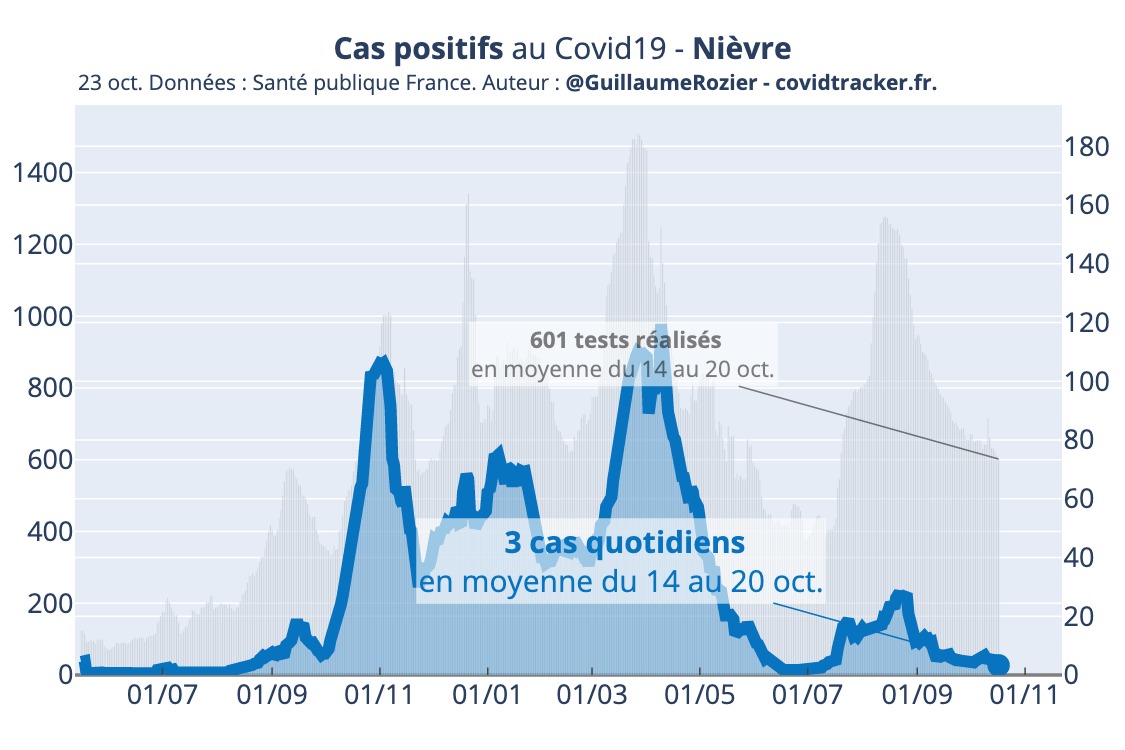 Cas positifs au Covid19 - Nièvre
23 oct. Données : Santé publique France. Auteur : @GuillaumeRozier - covidtracker.fr.
1400
1200
1000
800
600
400
200
0
180
160
140
120
100
80
60
40
20
0
601 tests réalisés
en moyenne du 14 au 20 oct.
3 cas quotidiens
en moyenne du 14 au 20 oct.
01/07 01/09 01/11 01/01 01/03 01/05 01/07 01/09 01/11